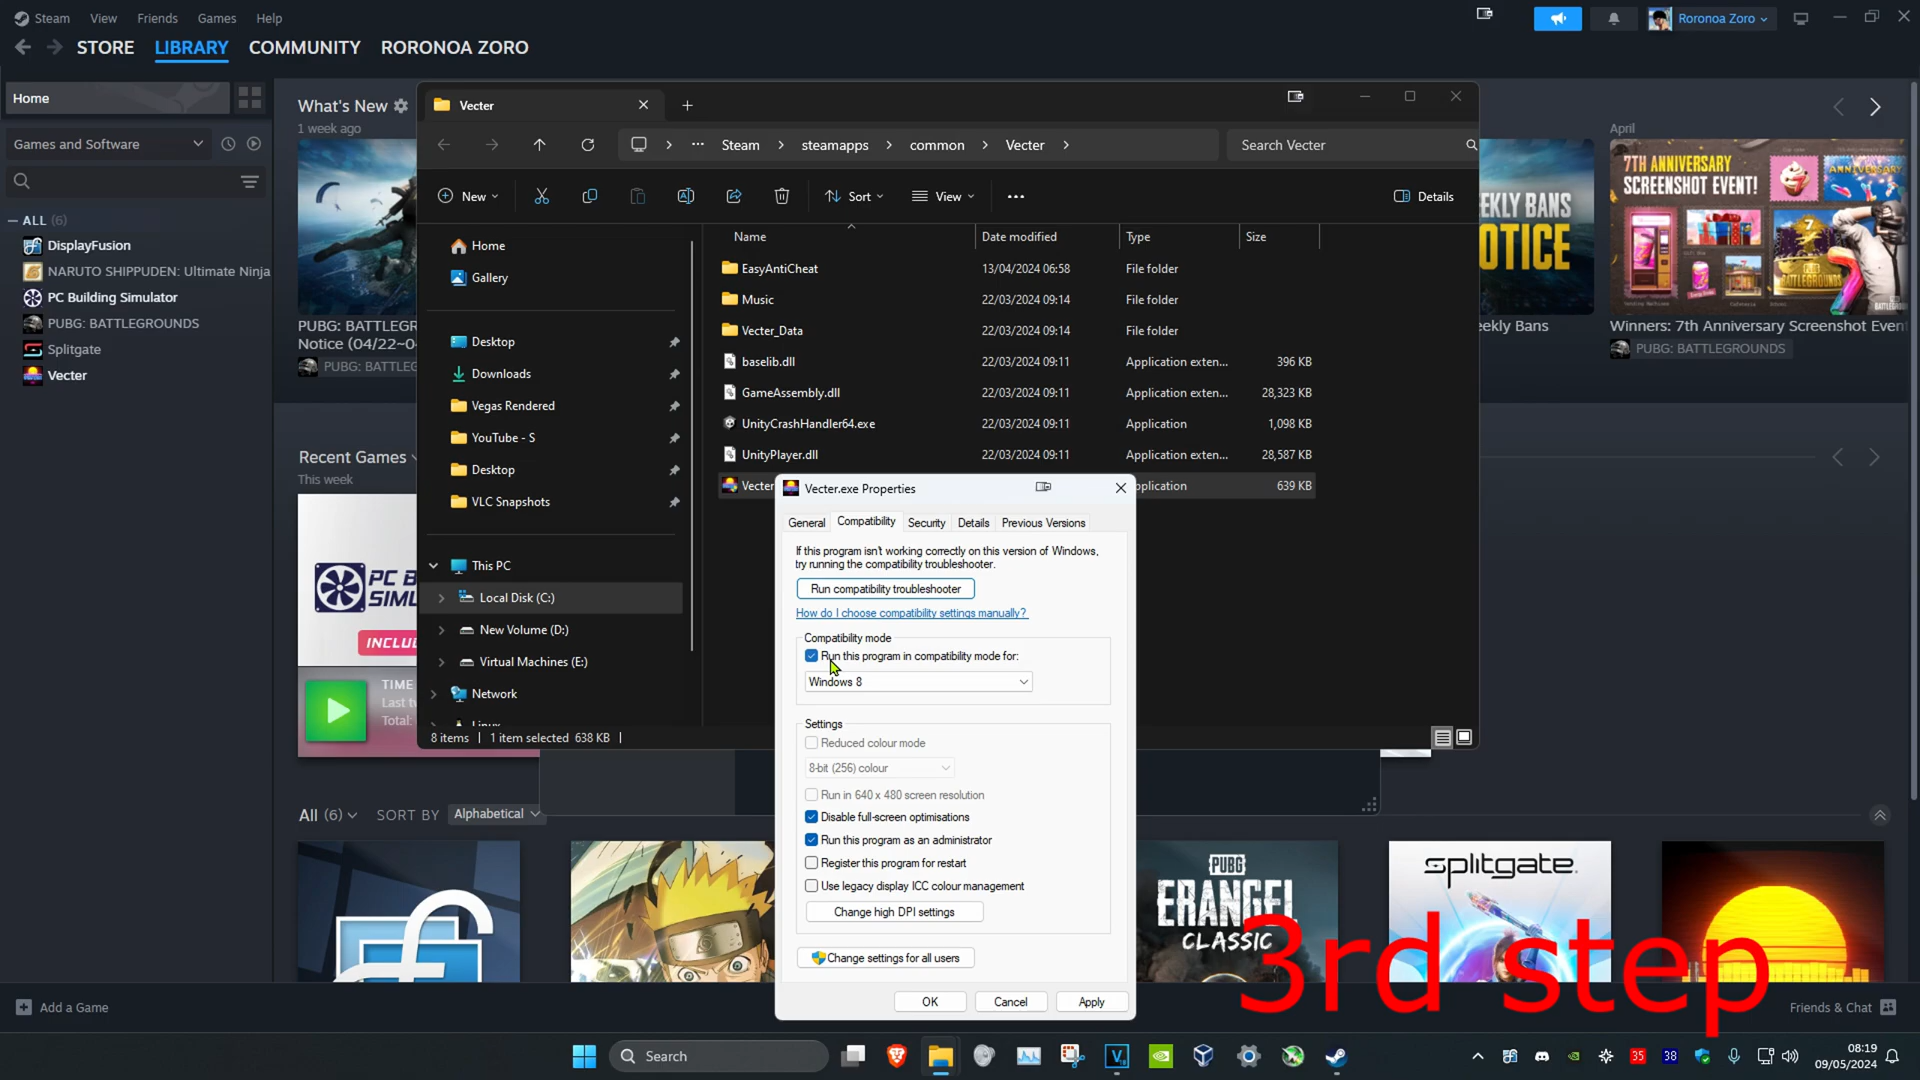 Steam View Friends Games Help
Roronoa Zoro
STORE LIBRARY COMMUNITY RORONOA ZORO
Home
Games and Software
ALL (6)
DisplayFusion
NARUTO SHIPPUDEN: Ultimate Ninja
PC Building Simulator
PUBG: BATTLEGROUNDS
Splitgate
Vecter
What's New
1 week ago
PUBG: BATTLEGR
Notice (04/22~0
PUBG: BATTLEG
Recent Games
This week
PC B
SIMU
INCLU
TIME
Last t
Total:
April
EKLY BANS
OTICE
eekly Bans
7TH ANNIVERSARY
SCREENSHOT EVENT!
Winners: 7th Anniversary Screenshot Even
PUBG: BATTLEGROUNDS
Vecter
Steam steamapps common Vecter
Search Vecter
New Sort View Details
Home
Gallery
Desktop
Downloads
Vegas Rendered
YouTube - S
Desktop
VLC Snapshots
This PC
Local Disk (C:)
New Volume (D:)
Virtual Machines (E:)
Network
Linux
Name Date modified Type Size
EasyAntiCheat 13/04/2024 06:58 File folder
Music 22/03/2024 09:14 File folder
Vecter_Data 22/03/2024 09:14 File folder
baselib.dll 22/03/2024 09:11 Application exten... 396 KB
GameAssembly.dll 22/03/2024 09:11 Application exten... 28,323 KB
UnityCrashHandler64.exe 22/03/2024 09:11 Application 1,098 KB
UnityPlayer.dll 22/03/2024 09:11 Application exten... 28,587 KB
Vecter pplication 639 KB
8 items 1 item selected 638 KB
Vecter.exe Properties
General Compatibility Security Details Previous Versions
If this program isn't working correctly on this version of Windows,
try running the compatibility troubleshooter.
Run compatibility troubleshooter
How do I choose compatibility settings manually?
Compatibility mode
Run this program in compatibility mode for:
Windows 8
Settings
Reduced colour mode
8-bit (256) colour
Run in 640 x 480 screen resolution
Disable full-screen optimisations
Run this program as an administrator
Register this program for restart
Use legacy display ICC colour management
Change high DPI settings
Change settings for all users
OK Cancel Apply
All (6) SORT BY Alphabetical
PUBG
ERANGEL
CLASSIC
splitgate
3rd step
Add a Game
Friends & Chat
Search
35
38
08:19
09/05/2024